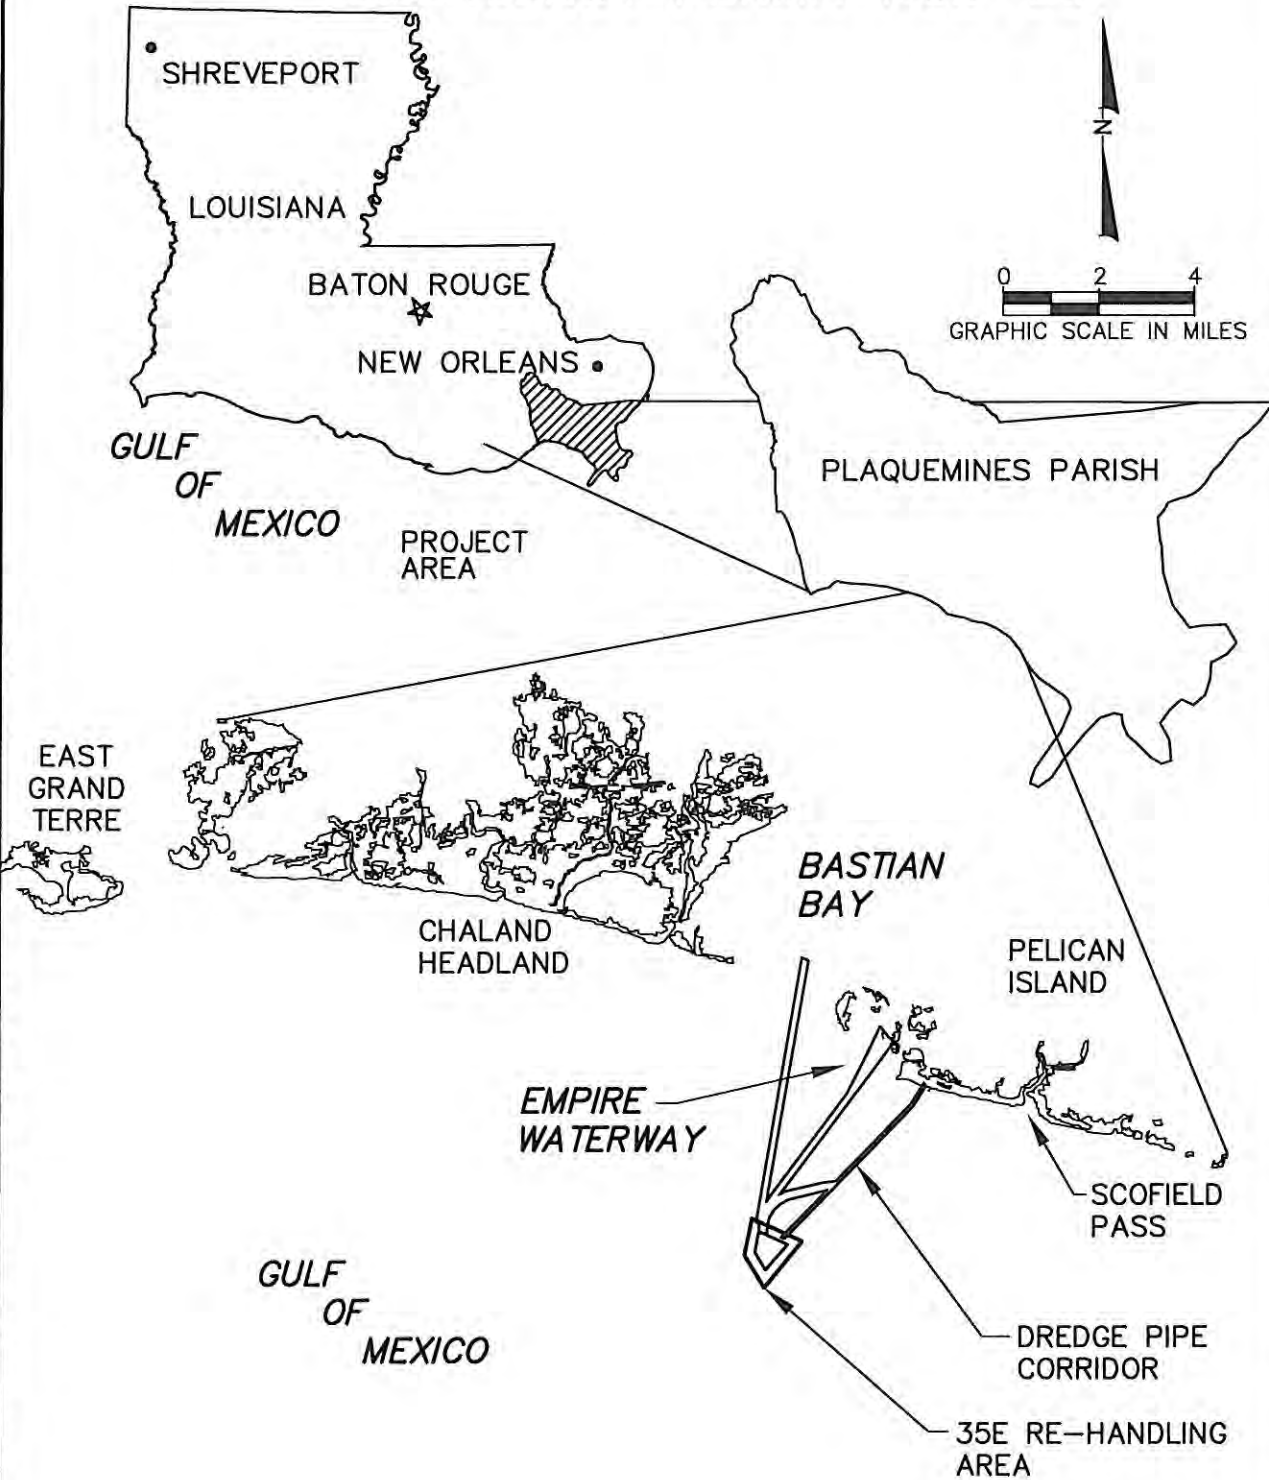 SHREVEPORT
LOUISIANA
BATON ROUGE
NEW ORLEANS
N
0 2 4
GRAPHIC SCALE IN MILES
GULF
OF
MEXICO
PLAQUEMINES PARISH
PROJECT
AREA
EAST
GRAND
TERRE
CHALAND
HEADLAND
BASTIAN
BAY
PELICAN
ISLAND
EMPIRE
WATERWAY
SCOFIELD
PASS
GULF
OF
MEXICO
DREDGE PIPE
CORRIDOR
35E RE-HANDLING
AREA